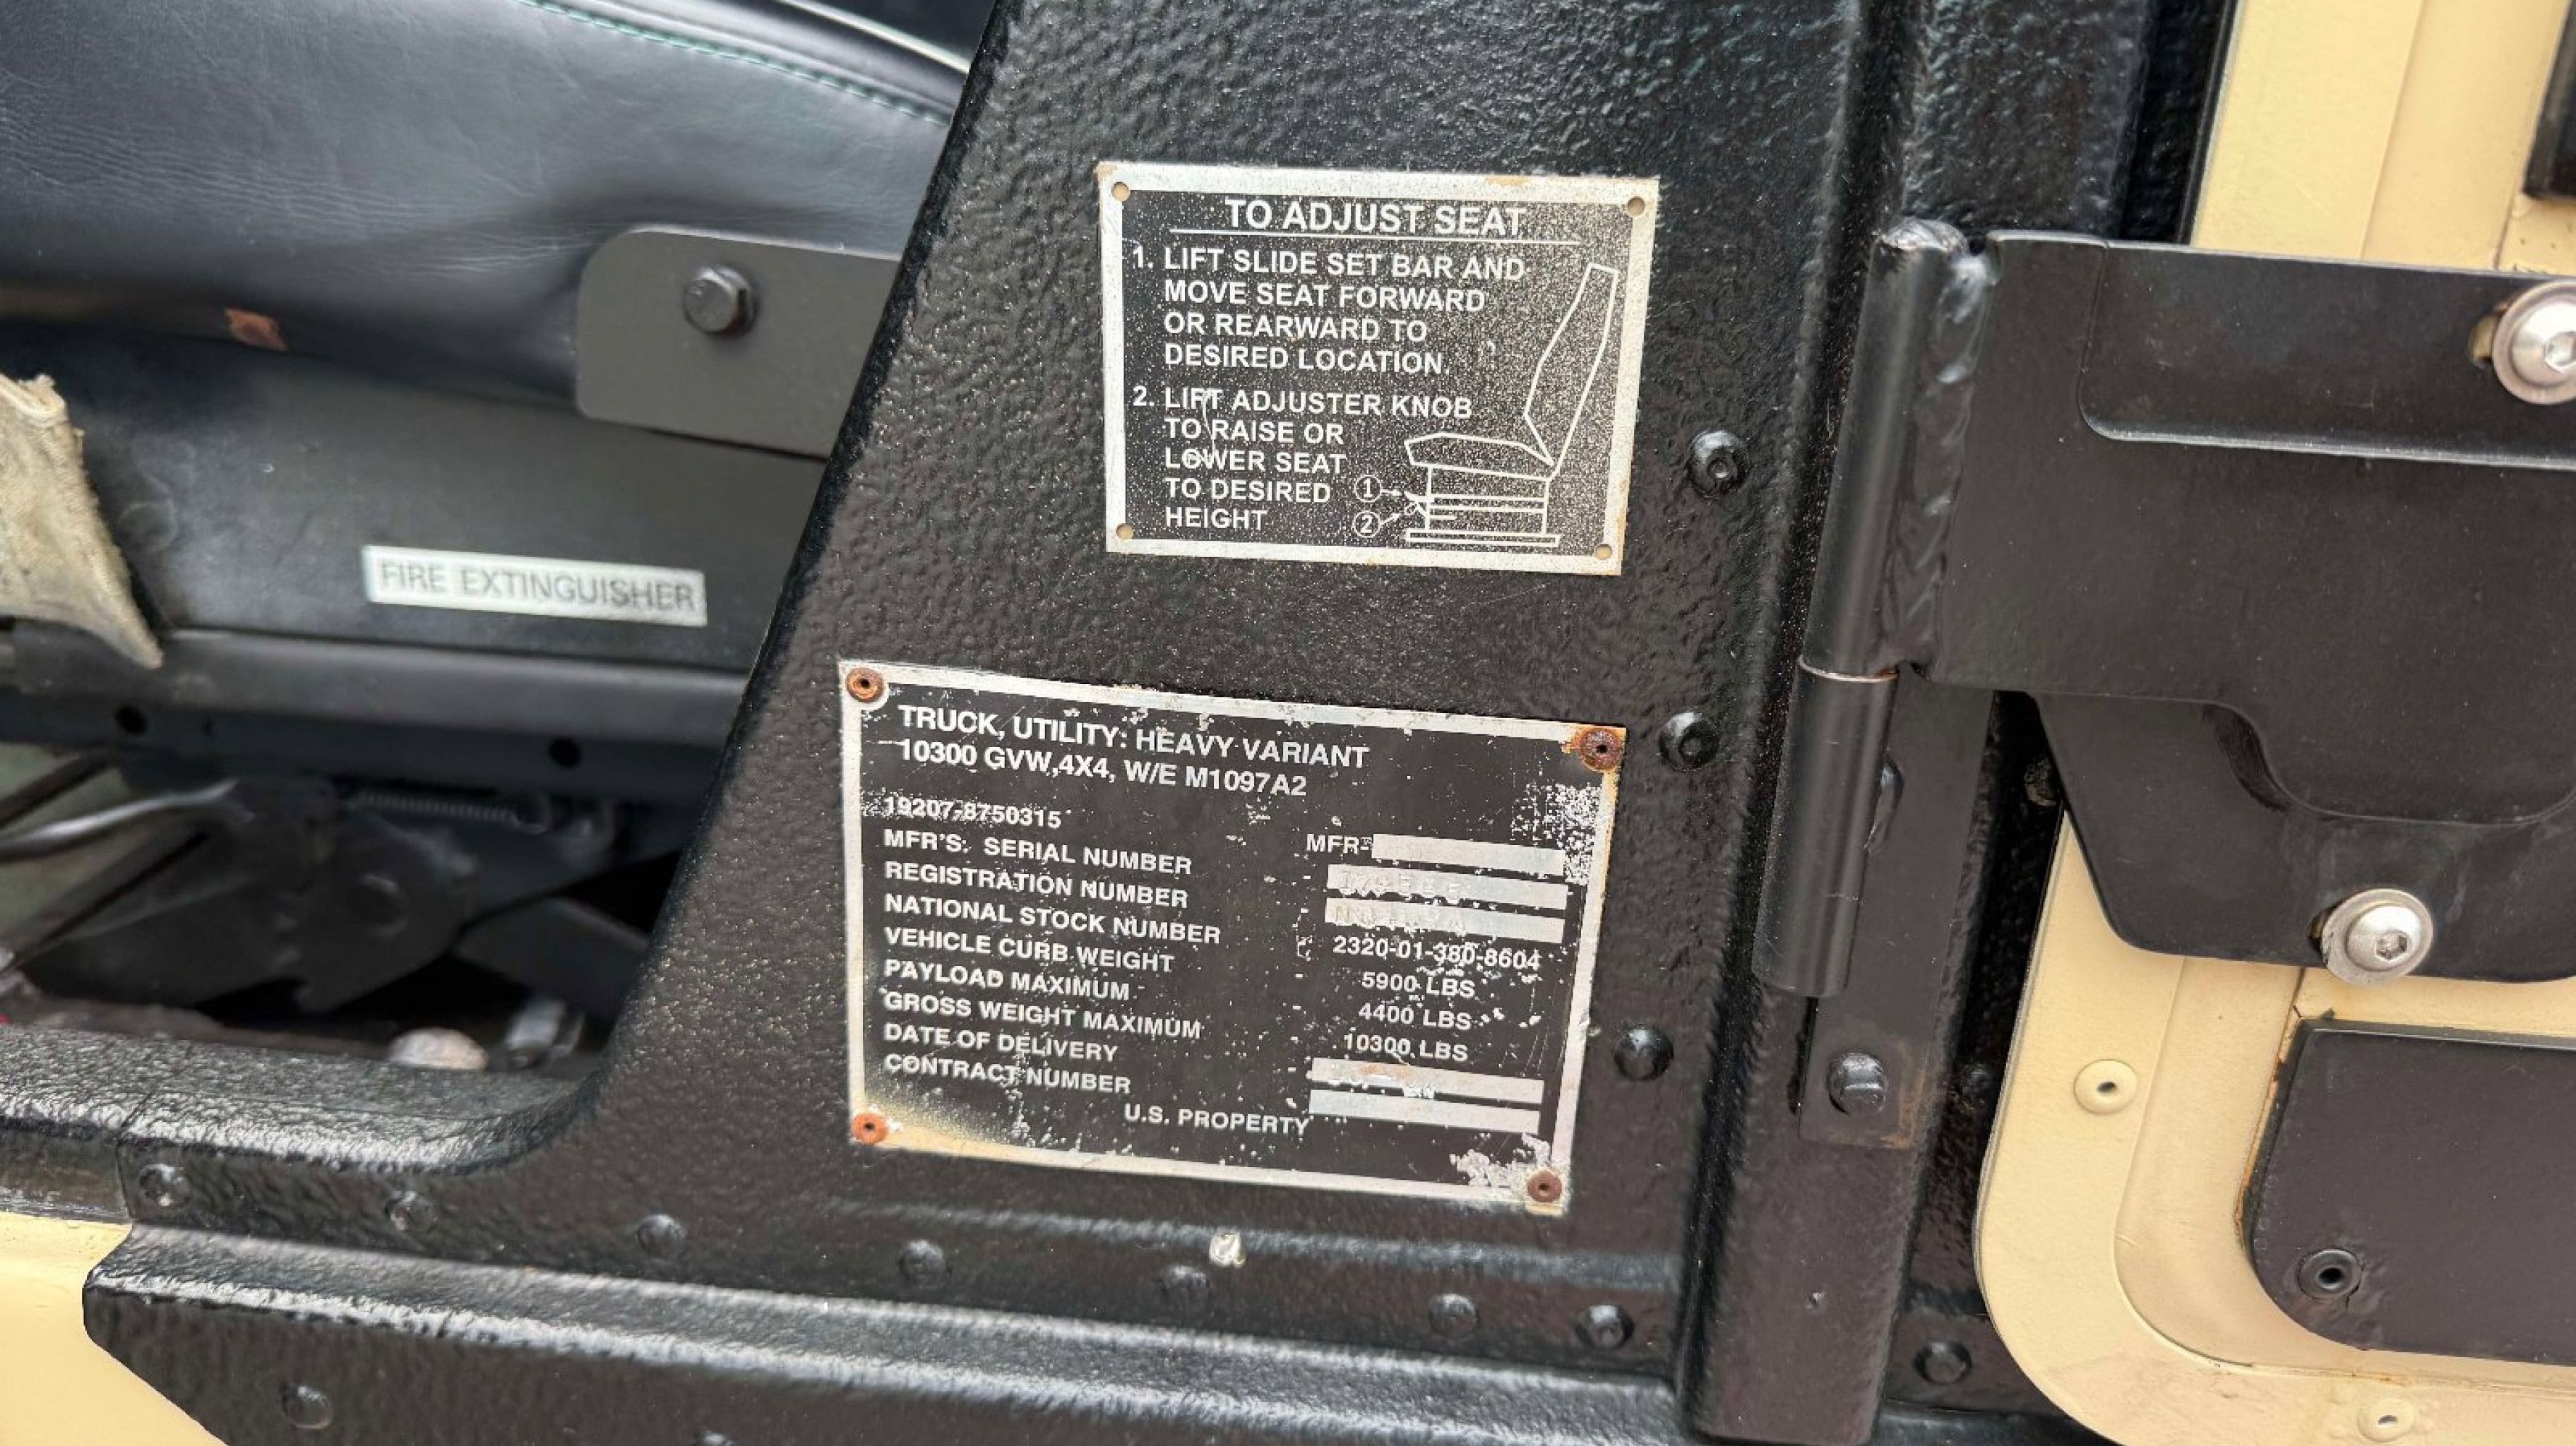 TO ADJUST SEAT
1. LIFT SLIDE SET BAR AND
MOVE SEAT FORWARD
OR REARWARD TO
DESIRED LOCATION.
2. LIFT ADJUSTER KNOB
TO RAISE OR
LOWER SEAT
TO DESIRED
HEIGHT
1
2
FIRE EXTINGUISHER
TRUCK, UTILITY: HEAVY VARIANT
10300 GVW,4X4, W/E M1097A2
19207-8750315
MFR'S: SERIAL NUMBER MFR-
REGISTRATION NUMBER -
NATIONAL STOCK NUMBER - 2320-01-380-8604
VEHICLE CURB WEIGHT - 5900 LBS
PAYLOAD MAXIMUM - 4400 LBS
GROSS WEIGHT MAXIMUM - 10300 LBS
DATE OF DELIVERY
CONTRACT NUMBER
U.S. PROPERTY